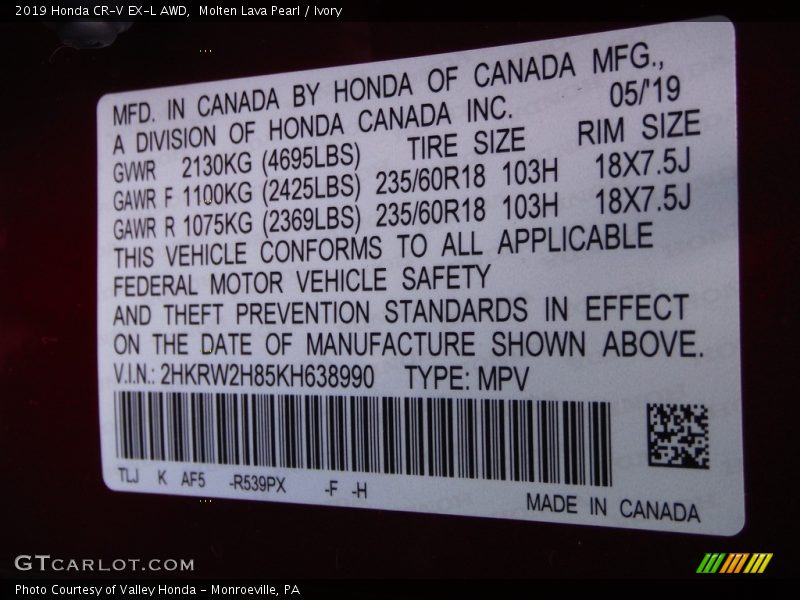 2019 Honda CR-V EX-L AWD,  Molten Lava Pearl / Ivory
MFD. IN CANADA BY HONDA OF CANADA MFG.,
A DIVISION OF HONDA CANADA INC. 05/'19
GVWR 2130KG (4695LBS) TIRE SIZE RIM SIZE
GAWR F 1100KG (2425LBS) 235/60R18 103H 18X7.5J
GAWR R 1075KG (2369LBS) 235/60R18 103H 18X7.5J
THIS VEHICLE CONFORMS TO ALL APPLICABLE
FEDERAL MOTOR VEHICLE SAFETY
AND THEFT PREVENTION STANDARDS IN EFFECT
ON THE DATE OF MANUFACTURE SHOWN ABOVE.
V.I.N.: 2HKRW2H85KH638990 TYPE: MPV
TLJ K AF5 -R539PX -F -H
MADE IN CANADA
GTCARLOT.COM
Photo Courtesy of Valley Honda - Monroeville, PA